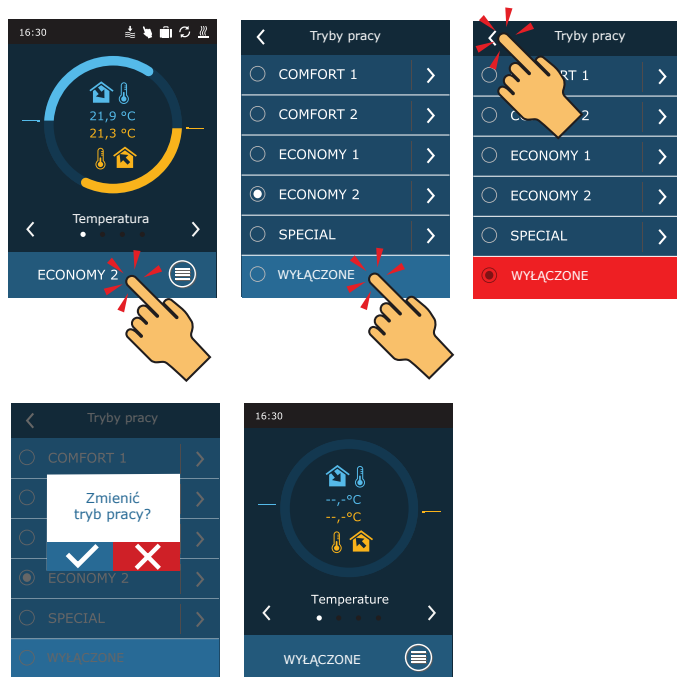 16:30
21,9 °C
21,3 °C
Temperatura
ECONOMY 2
Tryby pracy
COMFORT 1
COMFORT 2
ECONOMY 1
ECONOMY 2
SPECIAL
WYŁĄCZONE
Tryby pracy
RT 1
C 2
ECONOMY 1
ECONOMY 2
SPECIAL
WYŁĄCZONE
Tryby pracy
COMFORT 1
Zmienić
tryb pracy?
ECONOMY 2
SPECIAL
WYŁĄCZONE
16:30
--,-°C
--,-°C
Temperature
WYŁĄCZONE